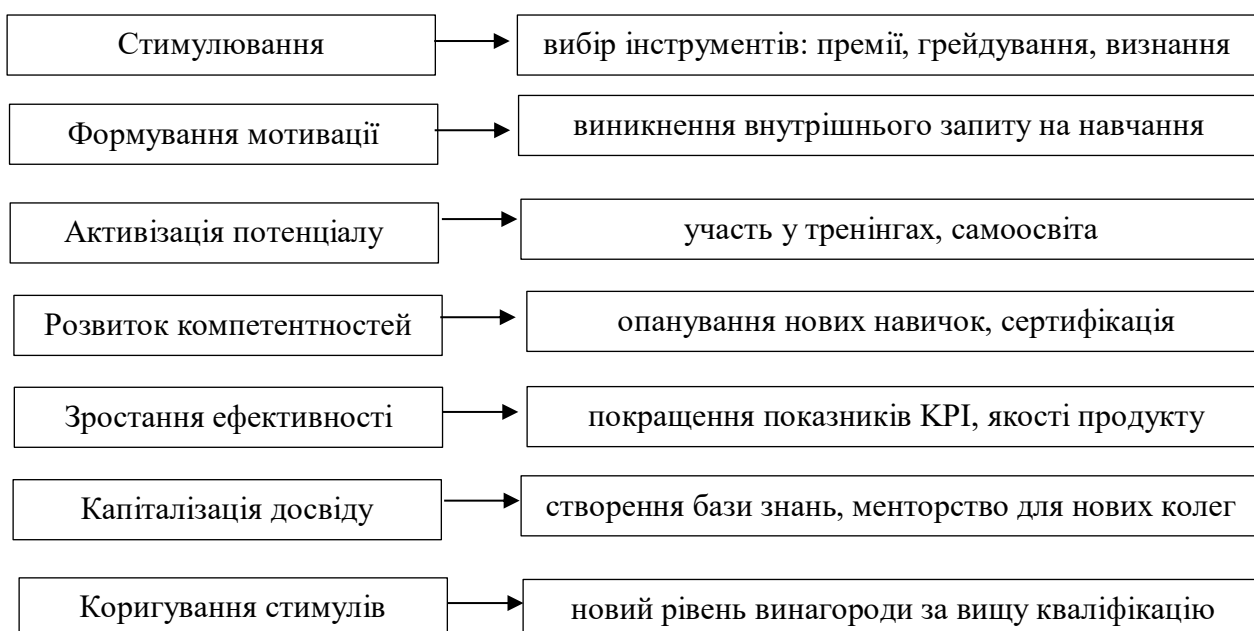 Стимулювання
вибір інструментів: премії, грейдування, визнання
Формування мотивації
виникнення внутрішнього запиту на навчання
Активізація потенціалу
участь у тренінгах, самоосвіта
Розвиток компетентностей
опанування нових навичок, сертифікація
Зростання ефективності
покращення показників KPI, якості продукту
Капіталізація досвіду
створення бази знань, менторство для нових колег
Коригування стимулів
новий рівень винагороди за вищу кваліфікацію